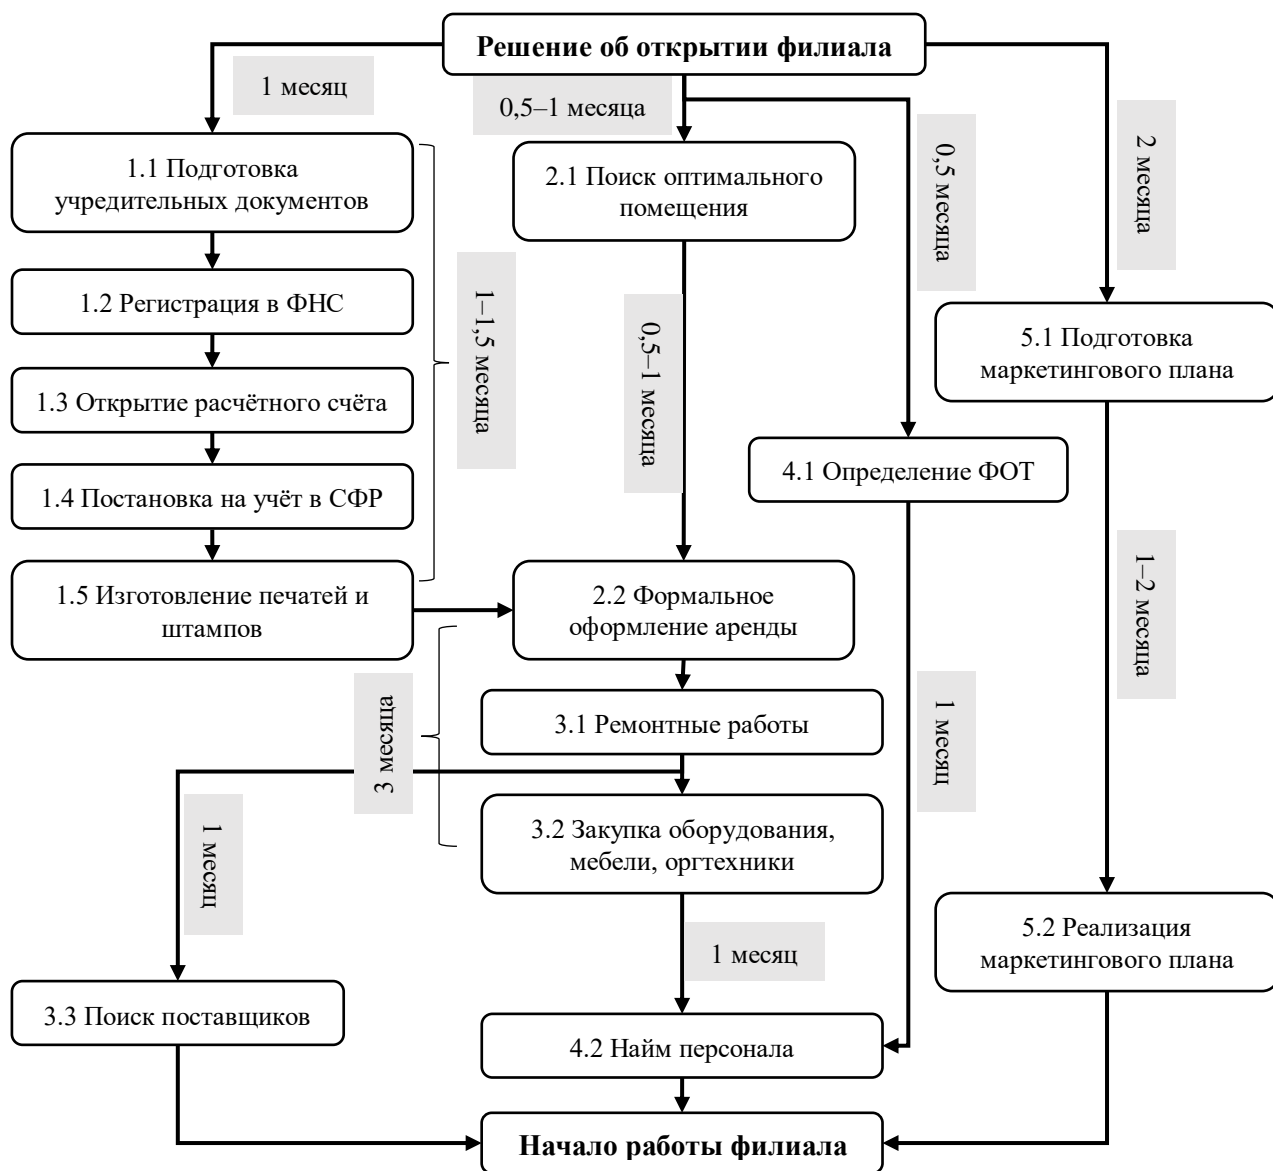 Решение об открытии филиала
1 месяц
0,5–1 месяца
0,5 месяца
2 месяца
1.1 Подготовка
учредительных документов
2.1 Поиск оптимального
помещения
1.2 Регистрация в ФНС
1–1,5 месяца
0,5–1 месяца
5.1 Подготовка
маркетингового плана
1.3 Открытие расчётного счёта
4.1 Определение ФОТ
1.4 Постановка на учёт в СФР
1.5 Изготовление печатей и
штампов
2.2 Формальное
оформление аренды
1–2 месяца
3 месяца
3.1 Ремонтные работы
1 месяц
1 месяц
3.2 Закупка оборудования,
мебели, оргтехники
1 месяц
5.2 Реализация
маркетингового плана
3.3 Поиск поставщиков
4.2 Найм персонала
Начало работы филиала